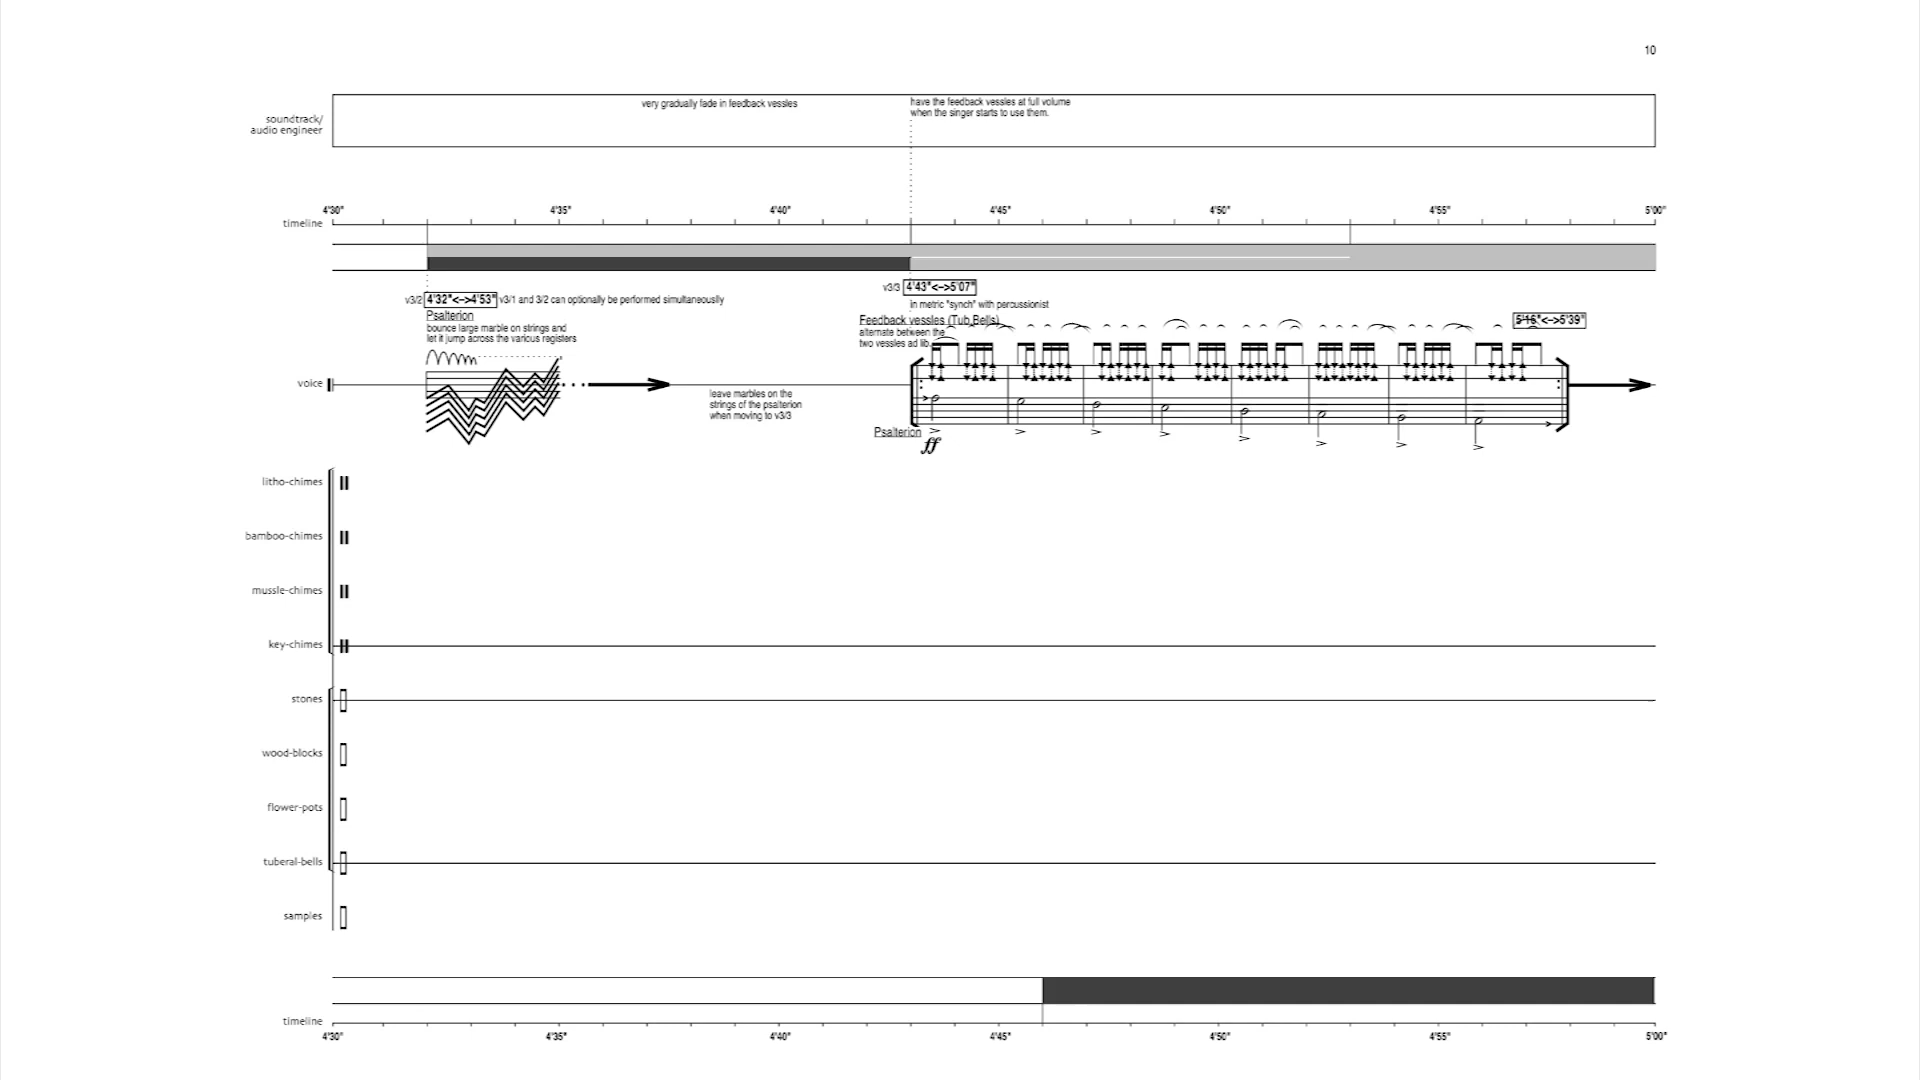 10
very gradually fade in feedback vessles
have the feedback vessles at full volume
when the singer starts to use them.
soundtrack/
audio engineer
4'30" 4'35" 4'40" 4'45" 4'50" 4'55" 5'00"
timeline
v3/2 4'32"<–>4'53" v3/1 and 3/2 can optionally be performed simultaneouslly
v3/3 4'43"<–>5'07"
in metric "synch" with percussionist
Psalterion
bounce large marble on strings and
let it jump across the various registers
Feedback vessles (Tub.Bells)
alternate between the
two vessles ad lib.
5'16"<–>5'39"
voice
leave marbles on the
strings of the psalterion
when moving to v3/3
Psalterion
ff
litho-chimes
bamboo-chimes
mussle-chimes
key-chimes
stones
wood-blocks
flower-pots
tuberal-bells
samples
timeline
4'30" 4'35" 4'40" 4'45" 4'50" 4'55" 5'00"